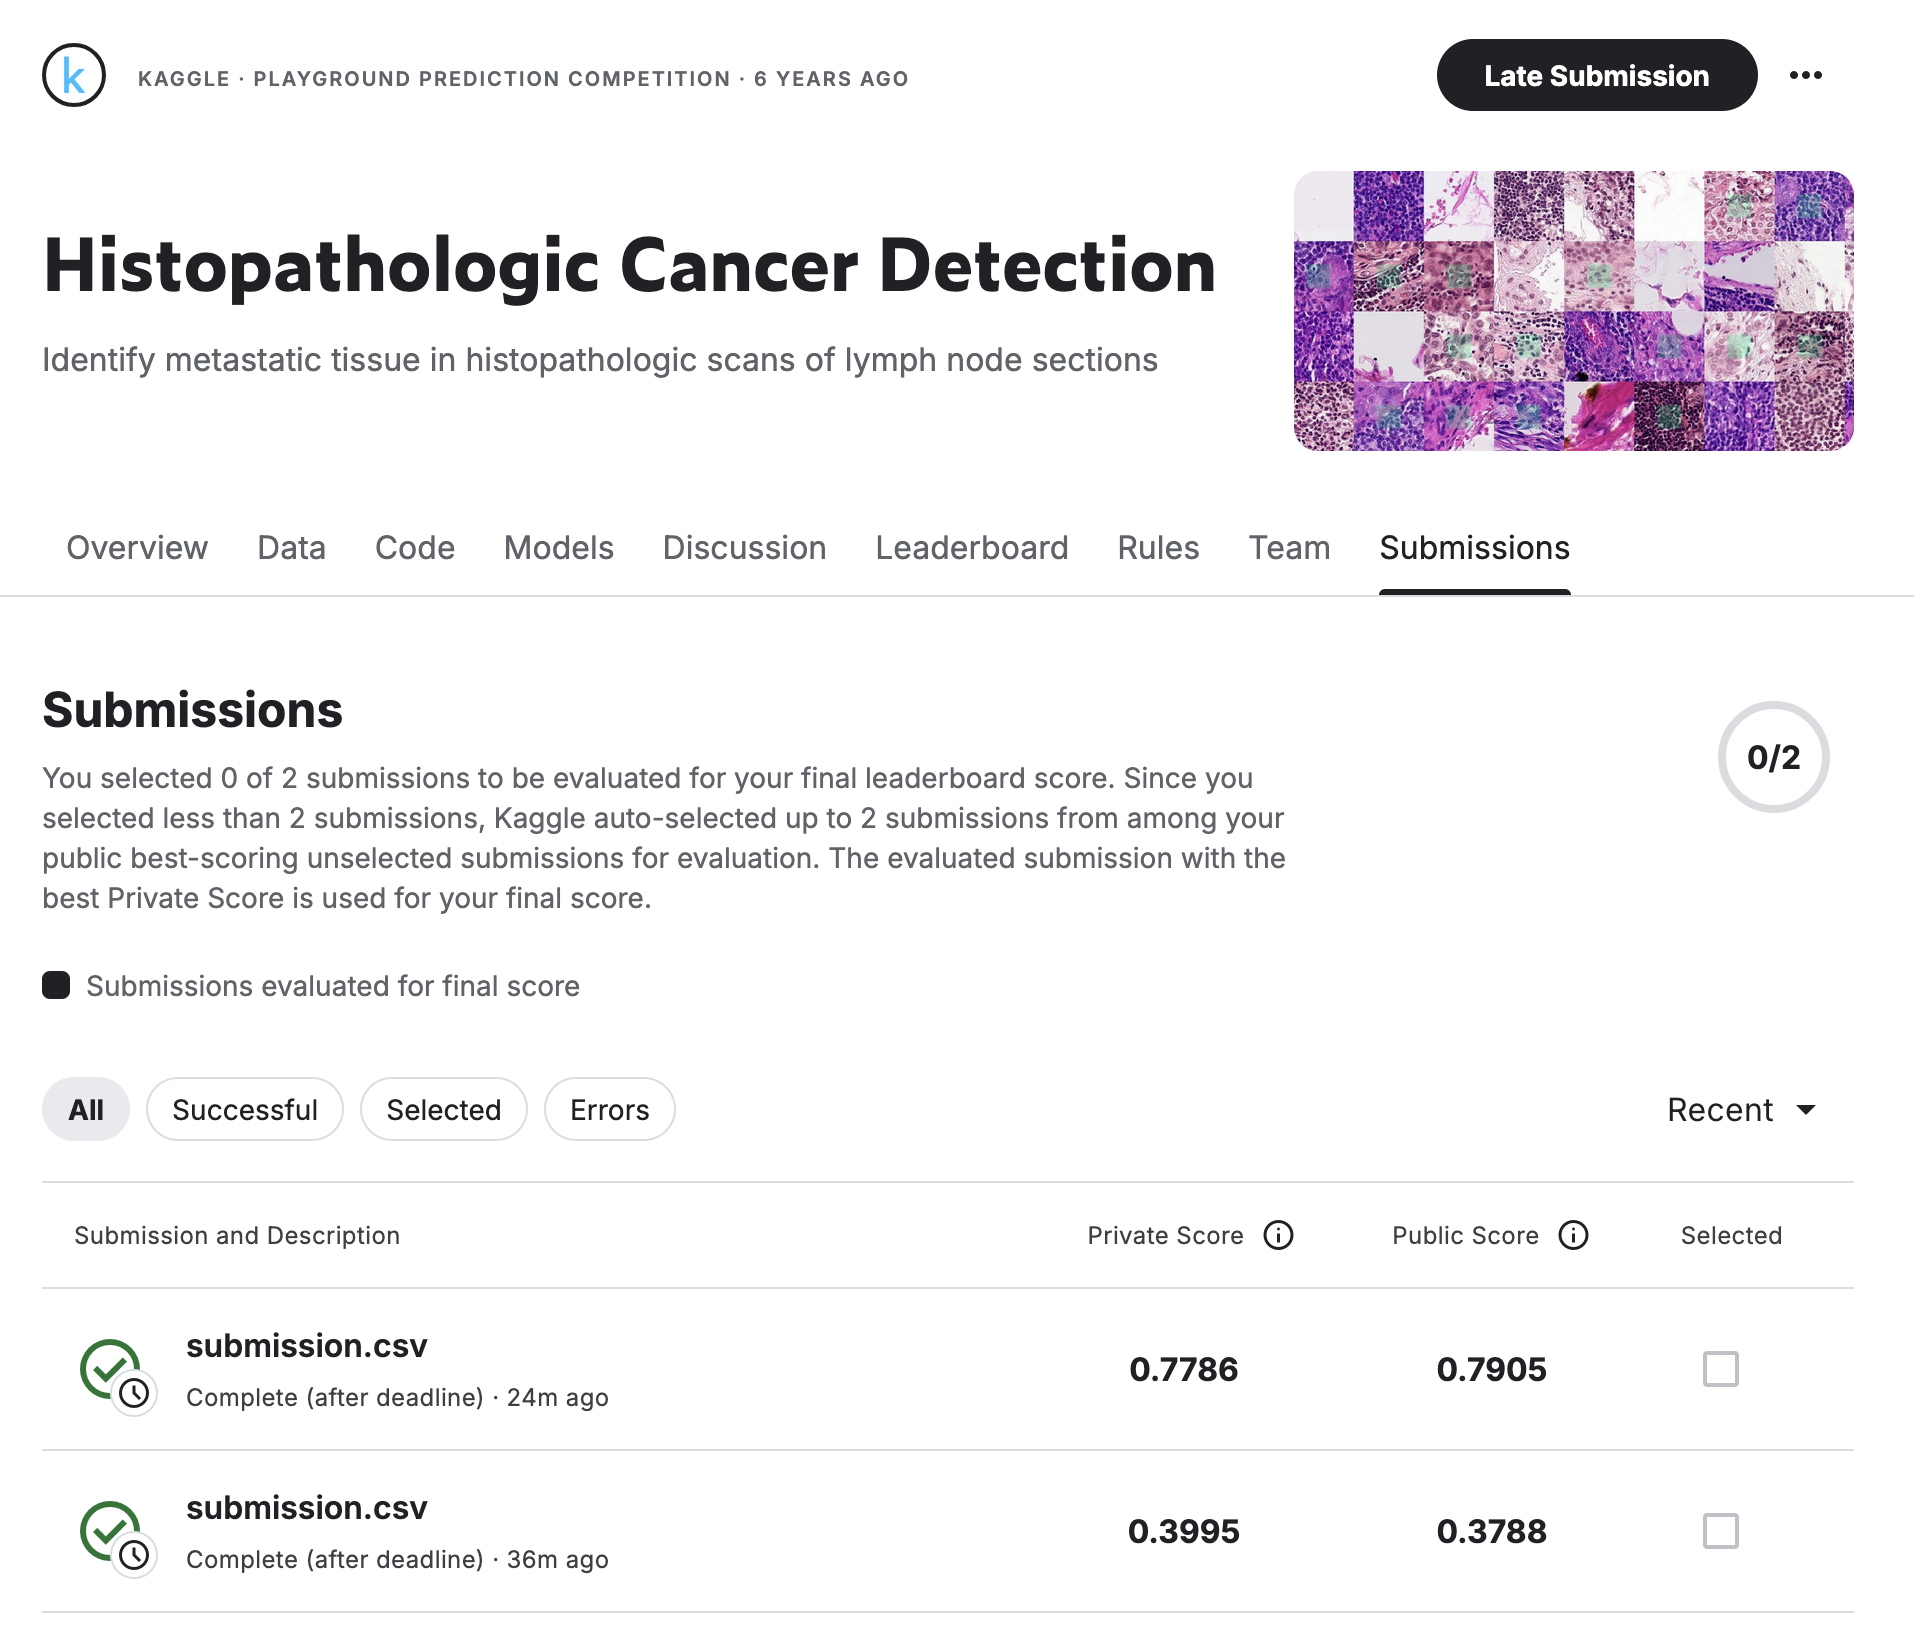 k
KAGGLE · PLAYGROUND PREDICTION COMPETITION · 6 YEARS AGO
Late Submission
Histopathologic Cancer Detection
Identify metastatic tissue in histopathologic scans of lymph node sections
Overview Data Code Models Discussion Leaderboard Rules Team Submissions
Submissions
0/2
You selected 0 of 2 submissions to be evaluated for your final leaderboard score. Since you
selected less than 2 submissions, Kaggle auto-selected up to 2 submissions from among your
public best-scoring unselected submissions for evaluation. The evaluated submission with the
best Private Score is used for your final score.
Submissions evaluated for final score
All Successful Selected Errors Recent
Submission and Description Private Score Public Score Selected
submission.csv
Complete (after deadline) · 24m ago
0.7786 0.7905
submission.csv
Complete (after deadline) · 36m ago
0.3995 0.3788